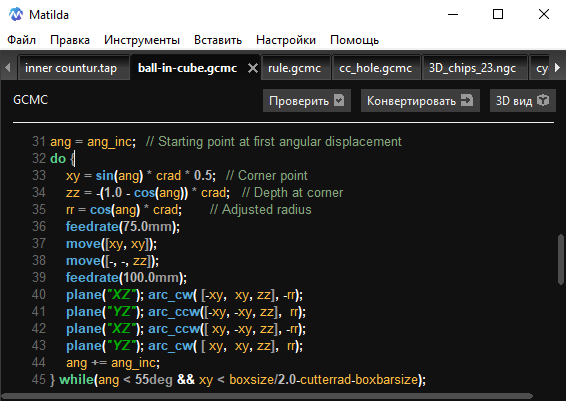 Matilda
Файл Правка Инструменты Вставить Настройки Помощь
inner countur.tap ball-in-cube.gcmc rule.gcmc cc_hole.gcmc 3D_chips_23.ngc cy
GCMC Проверить Конвертировать 3D вид
31 ang = ang_inc; // Starting point at first angular displacement
32 do {
33 xy = sin(ang) * crad * 0.5; // Corner point
34 zz = -(1.0 - cos(ang)) * crad; // Depth at corner
35 rr = cos(ang) * crad; // Adjusted radius
36 feedrate(75.0mm);
37 move([xy, xy]);
38 move([-, -, zz]);
39 feedrate(100.0mm);
40 plane("XZ"); arc_cw( [-xy, xy, zz], -rr);
41 plane("YZ"); arc_ccw([-xy, -xy, zz], rr);
42 plane("XZ"); arc_ccw([ xy, -xy, zz], -rr);
43 plane("YZ"); arc_cw( [ xy, xy, zz], rr);
44 ang += ang_inc;
45 } while(ang < 55deg && xy < boxsize/2.0-cutterrad-boxbarsize);